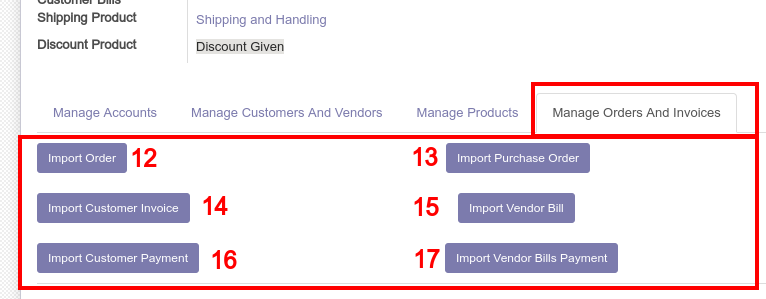 Customer Bills
Shipping Product Shipping and Handling
Discount Product Discount Given
Manage Accounts Manage Customers And Vendors Manage Products Manage Orders And Invoices
Import Order 12 13 Import Purchase Order
Import Customer Invoice 14 15 Import Vendor Bill
Import Customer Payment 16 17 Import Vendor Bills Payment